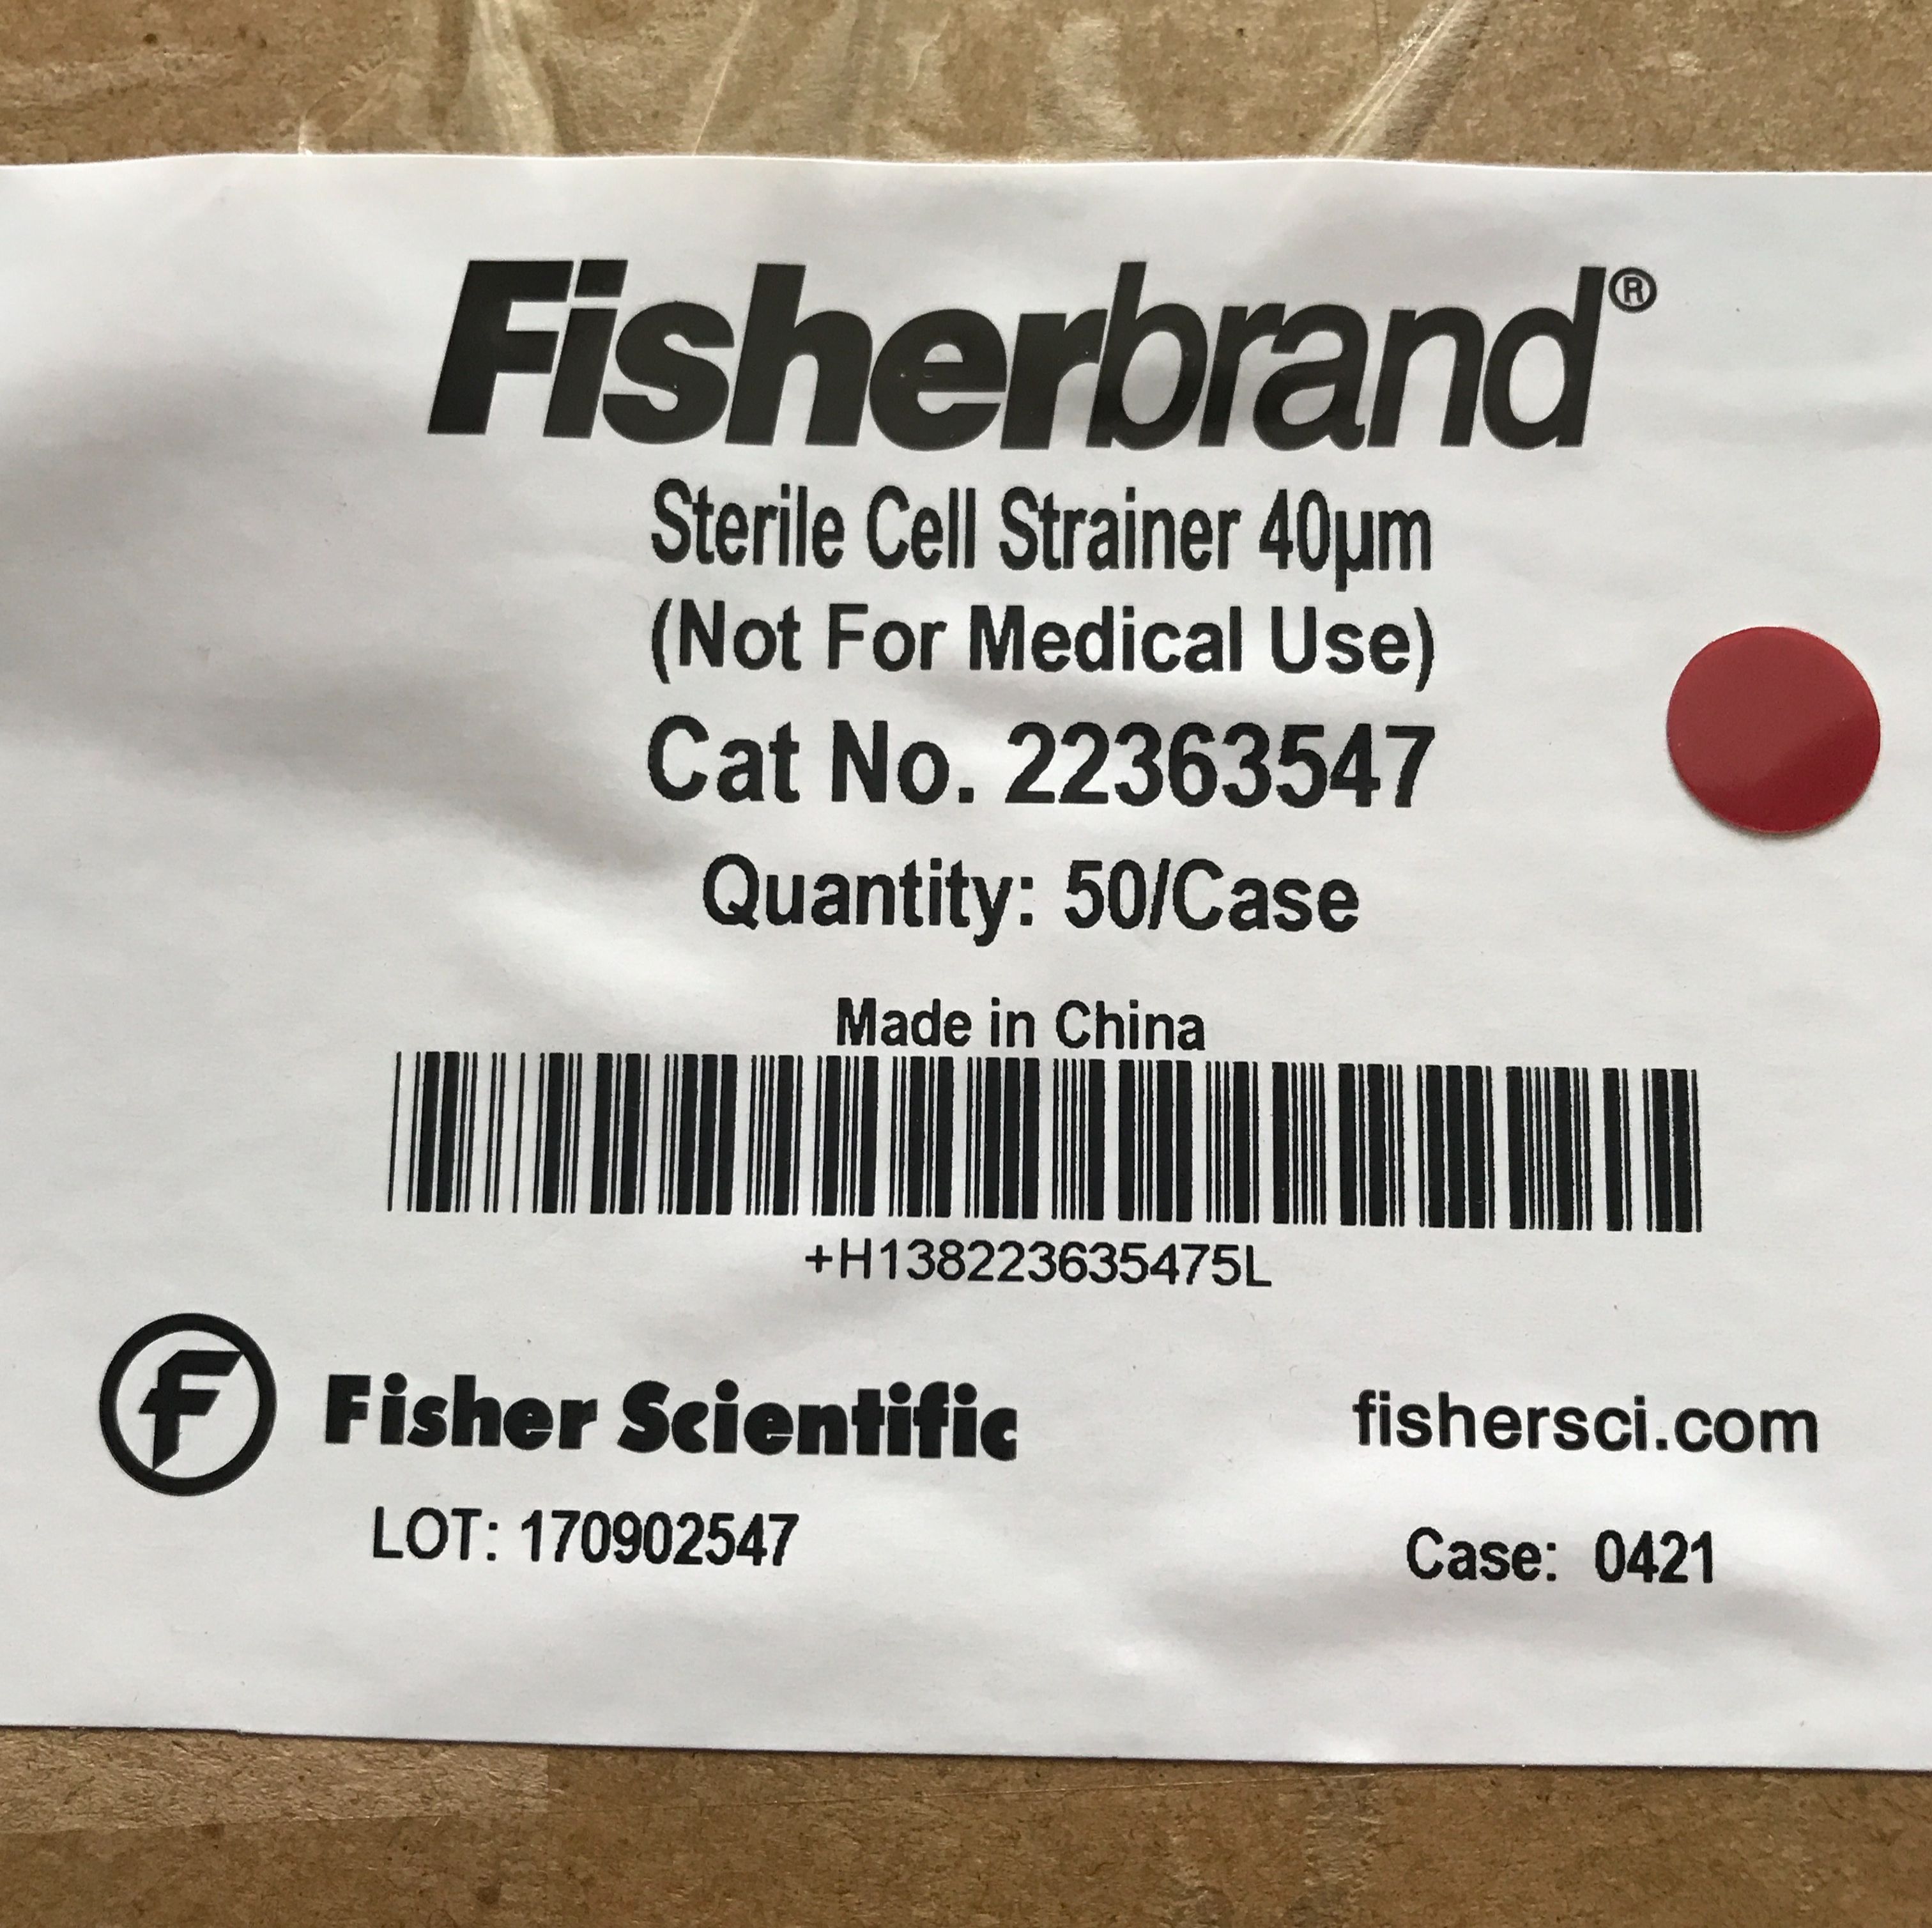 Fisherbrand®
Sterile Cell Strainer 40µm
(Not For Medical Use)
Cat No. 22363547
Quantity: 50/Case
Made in China
+H138223635475L
F Fisher Scientific
fishersci.com
LOT: 170902547
Case: 0421